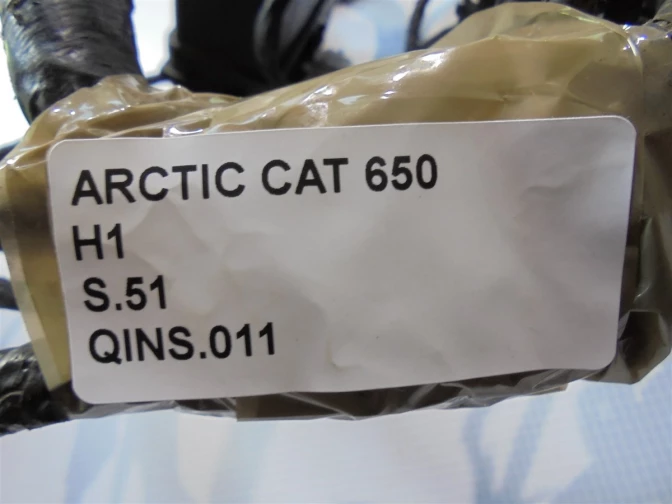 ARCTIC CAT 650
H1
S.51
QINS.011